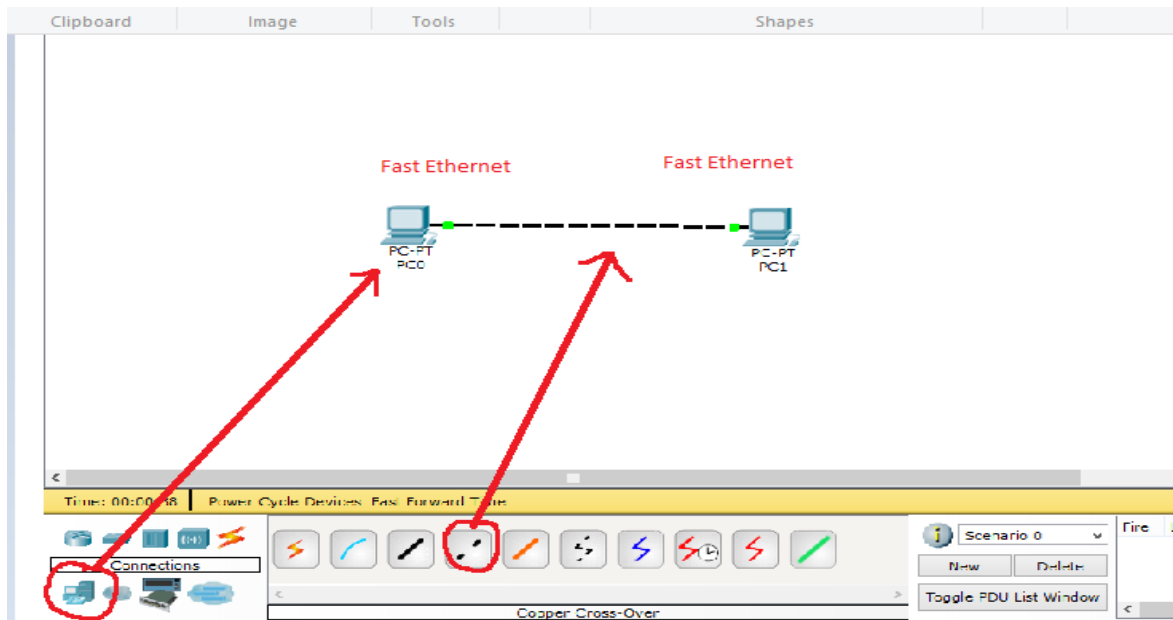 Clipboard Image Tools Shapes
Fast Ethernet Fast Ethernet
PC-PT PC-PT
PC0 PC1
Power Cycle Devices Fast Forward
Fire
Scenario 0
Connections
New Delete
Toggle PDU List Window
Copper Cross-Over